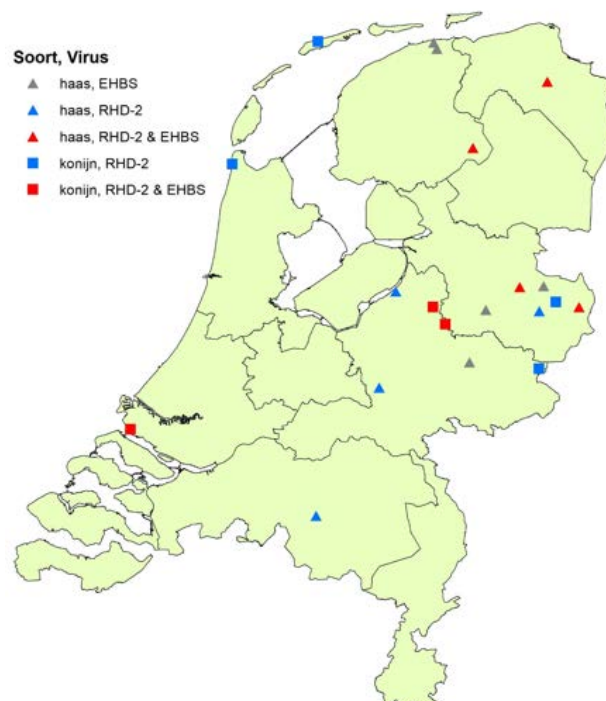 Soort, Virus
haas, EHBS
haas, RHD-2
haas, RHD-2 & EHBS
konijn, RHD-2
konijn, RHD-2 & EHBS